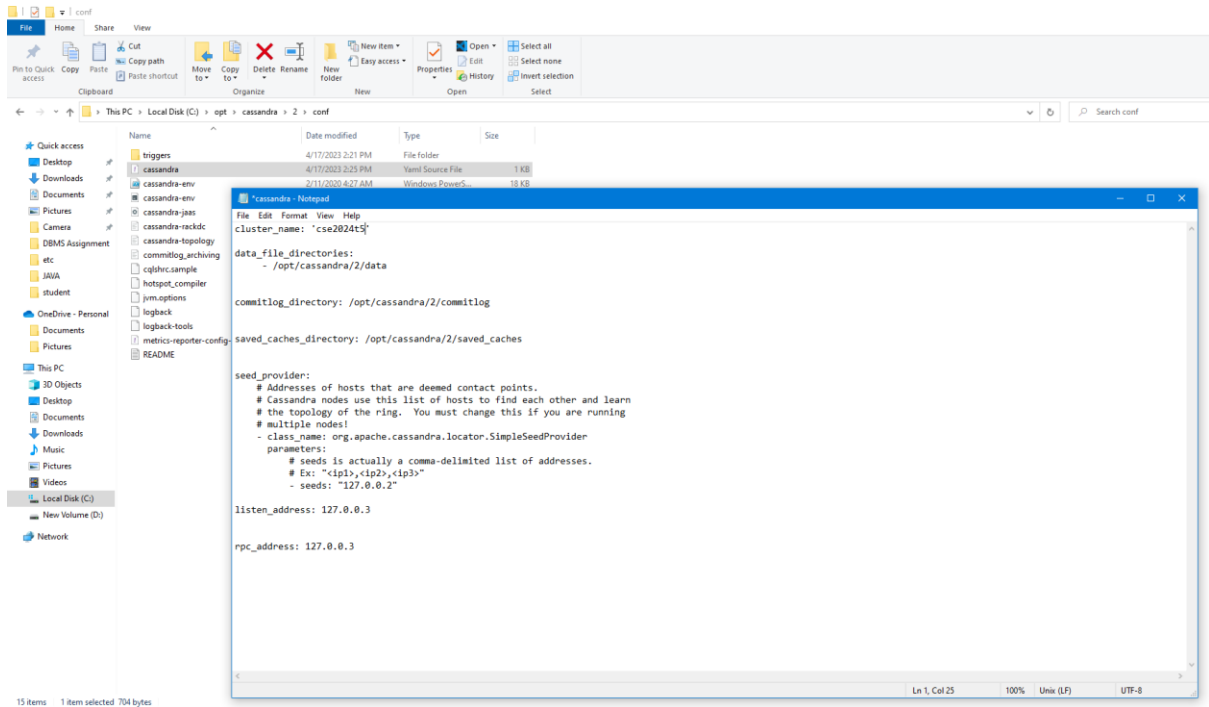 conf
File Home Share View
Pin to Quick access
Copy
Paste
Cut
Copy path
Paste shortcut
Clipboard
Move to
Copy to
Delete
Rename
Organize
New folder
New item
Easy access
New
Properties
Open
Edit
History
Open
Select all
Select none
Invert selection
Select
This PC > Local Disk (C:) > opt > cassandra > 2 > conf
Search conf
Quick access
Desktop
Downloads
Documents
Pictures
Camera
DBMS Assignment
etc
JAVA
student
OneDrive - Personal
Documents
Pictures
This PC
3D Objects
Desktop
Documents
Downloads
Music
Pictures
Videos
Local Disk (C:)
New Volume (D:)
Network
Name Date modified Type Size
triggers 4/17/2023 2:21 PM File folder
cassandra 4/17/2023 2:25 PM Yaml Source File 1 KB
cassandra-env 2/11/2020 4:27 AM Windows PowerS... 18 KB
cassandra-env
cassandra-jaas
cassandra-rackdc
cassandra-topology
commitlog_archiving
cqlshrc.sample
hotspot_compiler
jvm.options
logback
logback-tools
metrics-reporter-config-
README
*cassandra - Notepad
File Edit Format View Help
cluster_name: 'cse2024t5'
data_file_directories:
- /opt/cassandra/2/data
commitlog_directory: /opt/cassandra/2/commitlog
saved_caches_directory: /opt/cassandra/2/saved_caches
seed_provider:
# Addresses of hosts that are deemed contact points.
# Cassandra nodes use this list of hosts to find each other and learn
# the topology of the ring. You must change this if you are running
# multiple nodes!
- class_name: org.apache.cassandra.locator.SimpleSeedProvider
parameters:
# seeds is actually a comma-delimited list of addresses.
# Ex: "<ip1>,<ip2>,<ip3>"
- seeds: "127.0.0.2"
listen_address: 127.0.0.3
rpc_address: 127.0.0.3
Ln 1, Col 25 100% Unix (LF) UTF-8
15 items 1 item selected 704 bytes